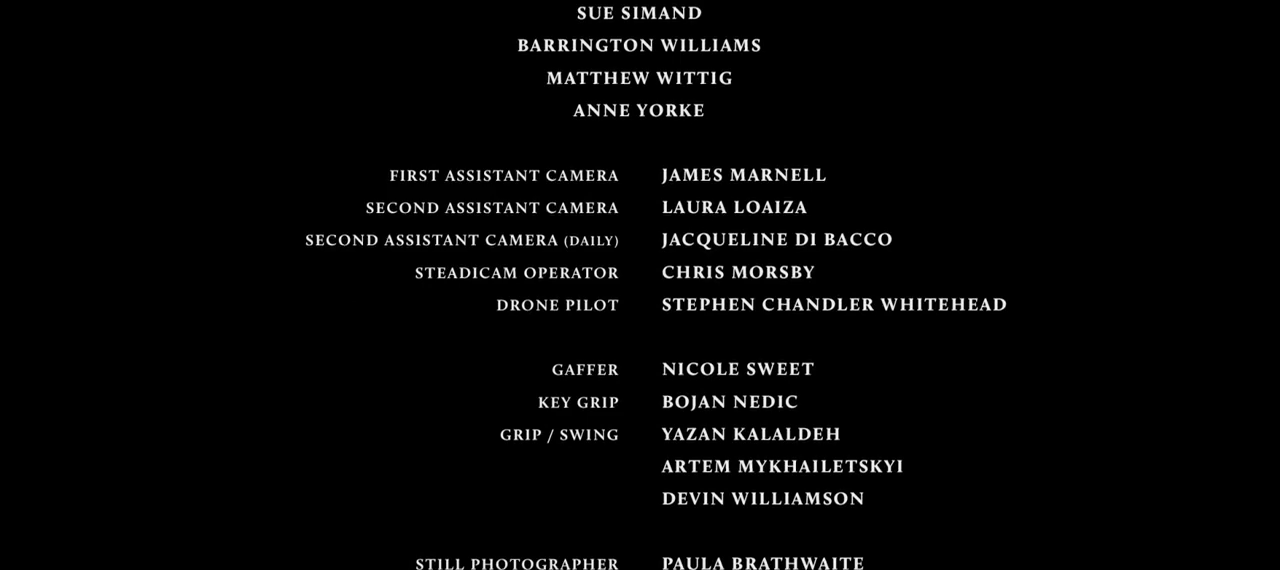 SUE SIMAND
BARRINGTON WILLIAMS
MATTHEW WITTIG
ANNE YORKE
FIRST ASSISTANT CAMERA JAMES MARNELL
SECOND ASSISTANT CAMERA LAURA LOAIZA
SECOND ASSISTANT CAMERA (DAILY) JACQUELINE DI BACCO
STEADICAM OPERATOR CHRIS MORSBY
DRONE PILOT STEPHEN CHANDLER WHITEHEAD
GAFFER NICOLE SWEET
KEY GRIP BOJAN NEDIC
GRIP / SWING YAZAN KALALDEH
ARTEM MYKHAILETSKYI
DEVIN WILLIAMSON
STILL PHOTOGRAPHER PAULA BRATHWAITE